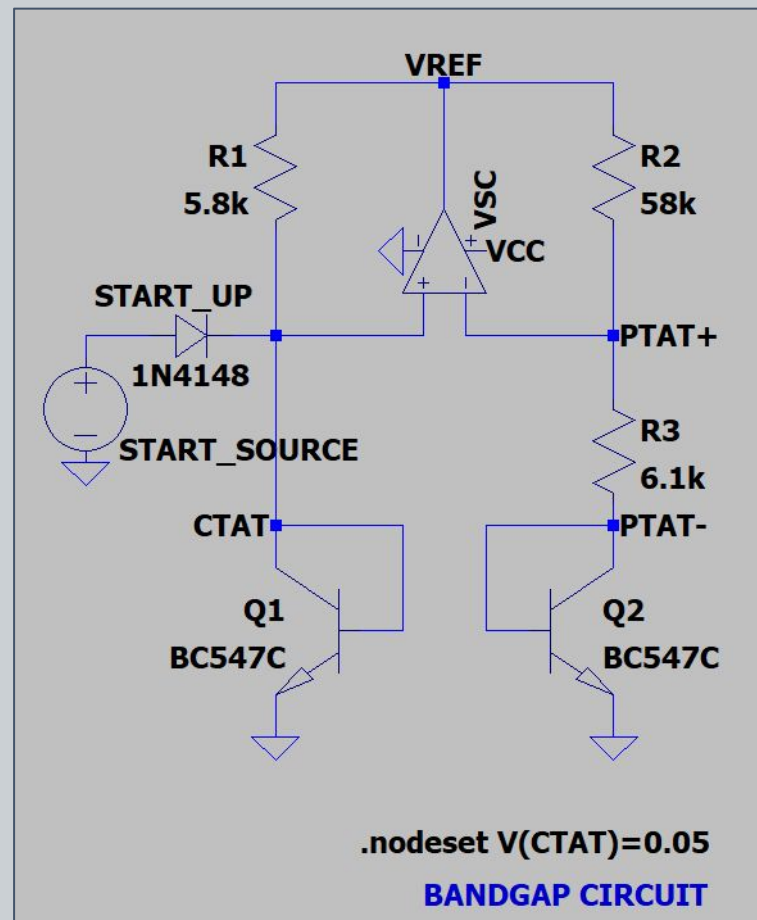 VREF
R1
5.8k
R2
58k
VSC
VCC
START_UP
1N4148
START_SOURCE
PTAT+
R3
6.1k
CTAT
PTAT-
Q1
BC547C
Q2
BC547C
.nodeset V(CTAT)=0.05
BANDGAP CIRCUIT